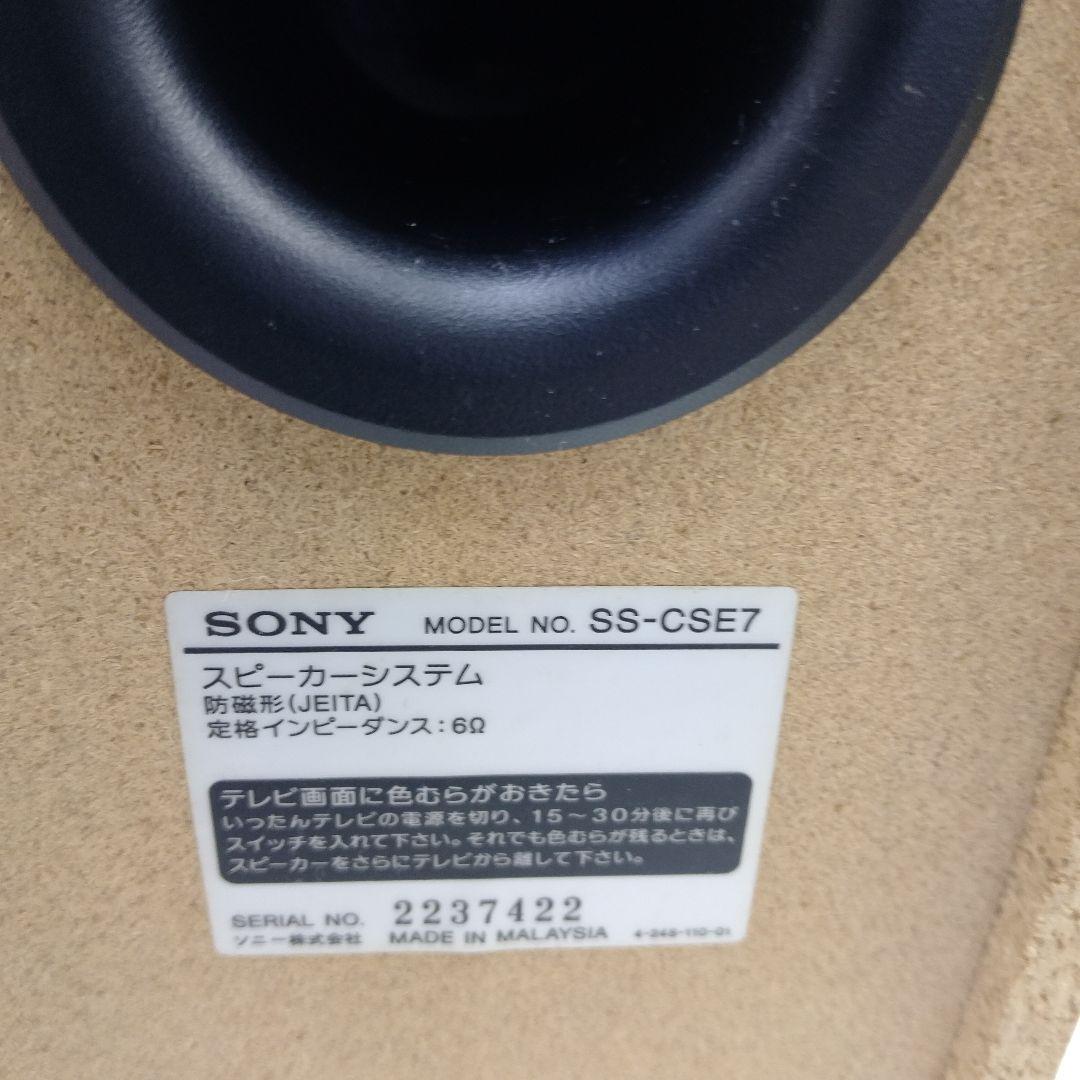 SONY MODEL NO. SS-CSE7
スピーカーシステム
防磁形(JEITA)
定格インピーダンス:6Ω
テレビ画面に色むらがおきたら
いったんテレビの電源を切り、15～30分後に再び
スイッチを入れて下さい。それでも色むらが残るときは、
スピーカーをさらにテレビから離して下さい。
SERIAL NO. 2237422
ソニー株式会社 MADE IN MALAYSIA 4-248-110-01